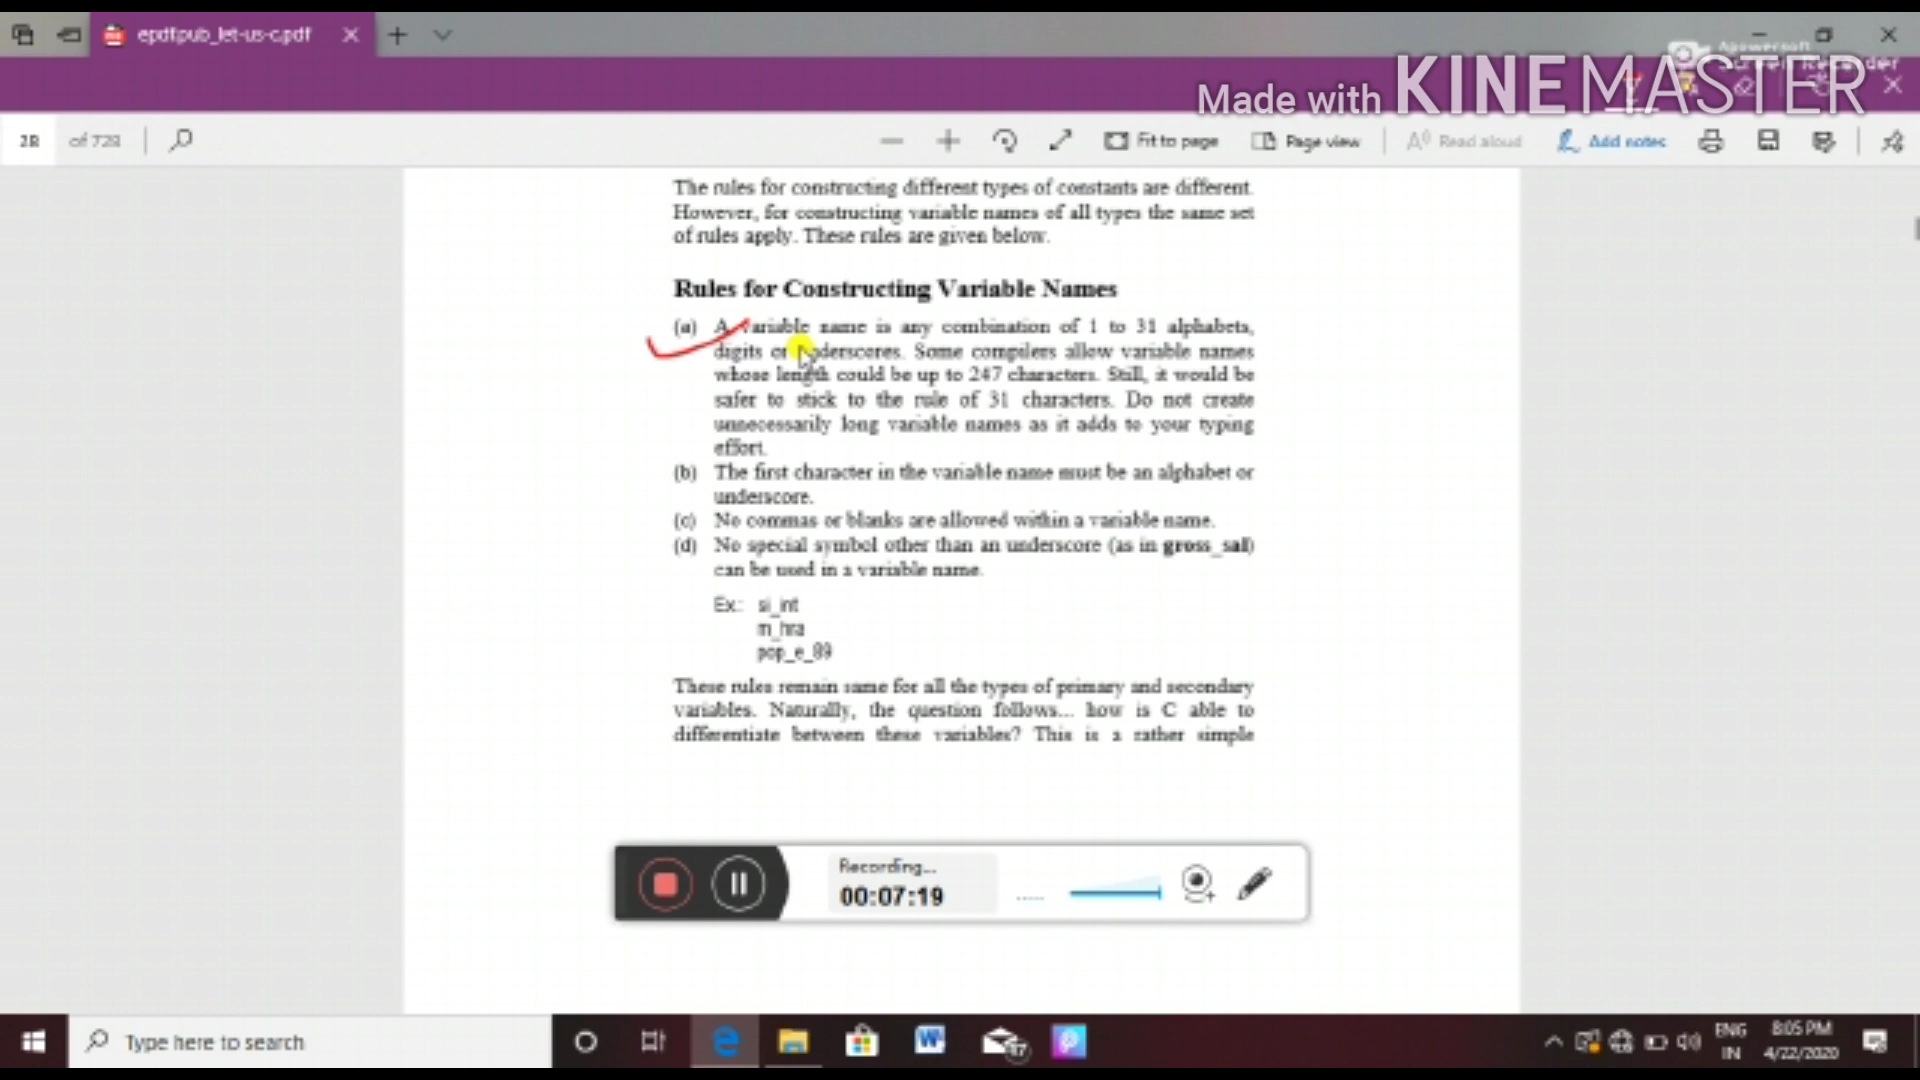 epdf.pub_let-us-c.pdf
Apowersoft
Screen Recorder
Made with KINEMASTER
28 of 728 Fit to page Page view Read aloud Add notes
The rules for constructing different types of constants are different.
However, for constructing variable names of all types the same set
of rules apply. These rules are given below.
Rules for Constructing Variable Names
(a) A variable name is any combination of 1 to 31 alphabets,
digits or underscores. Some compilers allow variable names
whose length could be up to 247 characters. Still, it would be
safer to stick to the rule of 31 characters. Do not create
unnecessarily long variable names as it adds to your typing
effort.
(b) The first character in the variable name must be an alphabet or
underscore.
(c) No commas or blanks are allowed within a variable name.
(d) No special symbol other than an underscore (as in gross_sal)
can be used in a variable name.
Ex.: si_int
m_hra
pop_e_89
These rules remain same for all the types of primary and secondary
variables. Naturally, the question follows... how is C able to
differentiate between these variables? This is a rather simple
Recording...
00:07:19
Type here to search
ENG
IN
8:05 PM
4/22/2020